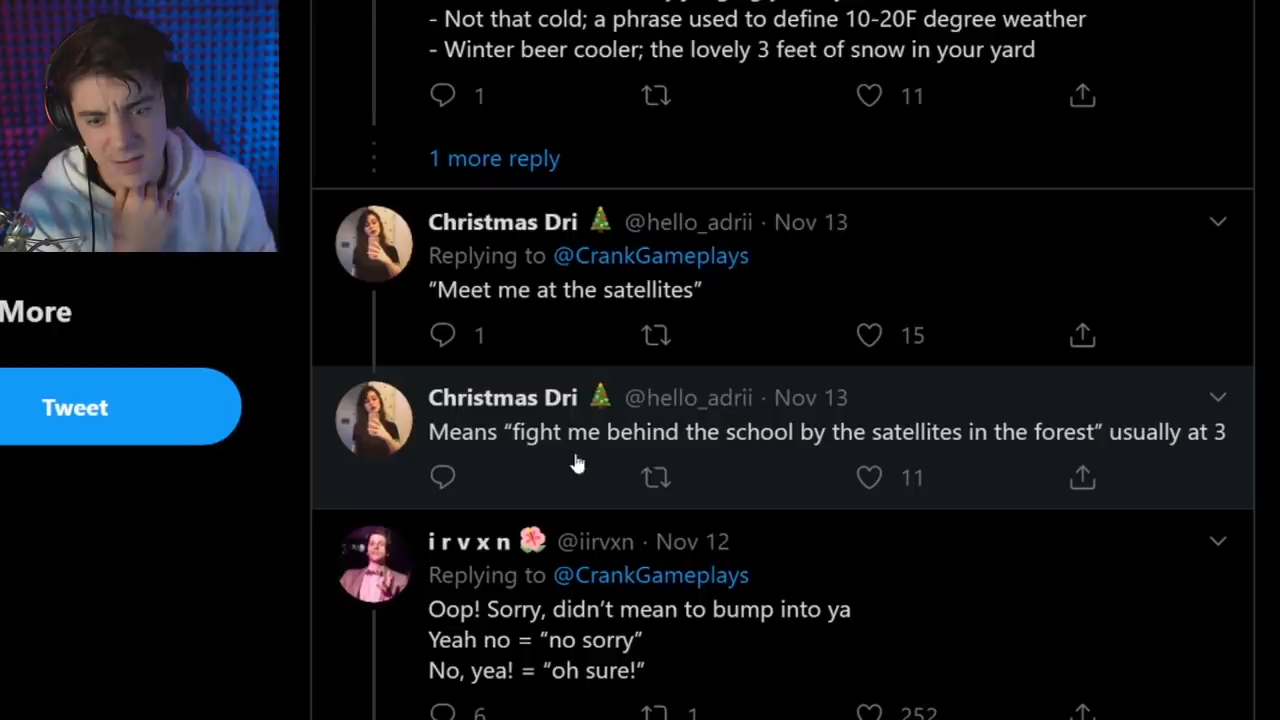 - Not that cold; a phrase used to define 10-20F degree weather
- Winter beer cooler; the lovely 3 feet of snow in your yard
1 11
1 more reply
Christmas Dri 🎄 @hello_adrii · Nov 13
Replying to @CrankGameplays
“Meet me at the satellites”
1 15
More
Tweet
Christmas Dri 🎄 @hello_adrii · Nov 13
Means “fight me behind the school by the satellites in the forest” usually at 3
11
i r v x n 🌺 @iirvxn · Nov 12
Replying to @CrankGameplays
Oop! Sorry, didn’t mean to bump into ya
Yeah no = “no sorry”
No, yea! = “oh sure!”
6 1 252